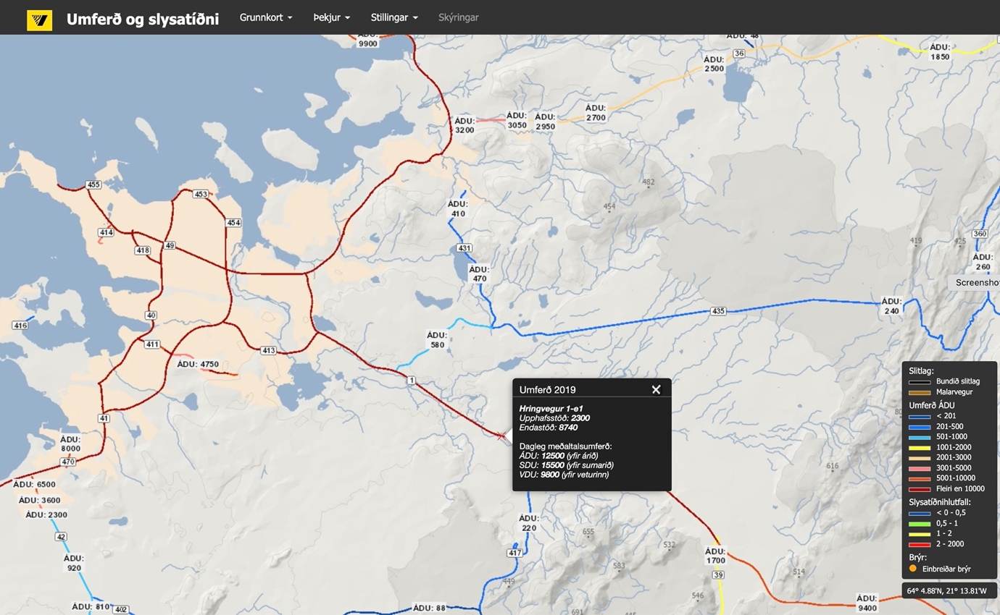 Umferð og slysatíðni
Grunnkort
Þekjur
Stillingar
Skýringar
ÁDU:
9900
ÁDU: 48
36
ÁDU:
2500
ÁDU:
1850
ÁDU:
3200
ÁDU:
3050
ÁDU:
2950
ÁDU:
2700
455
453
454
414
418
49
482
454
ÁDU:
410
431
ÁDU:
470
419
425
360
ÁDU:
260
Screensho
ÁDU:
240
435
40
416
411
413
ÁDU: 4750
ÁDU:
580
1
41
ÁDU:
8000
470
ÁDU: 6500
ÁDU: 3600
ÁDU: 2300
42
ÁDU:
920
ÁDU: 810
402
Umferð 2019
Hringvegur 1-e1
Upphafsstöð: 2300
Endastöð: 8740
Dagleg meðaltalsumferð:
ÁDU: 12500 (yfir árið)
SDU: 15500 (yfir sumarið)
VDU: 9800 (yfir veturinn)
616
ÁDU:
220
655
532
417
583
ÁDU:
1700
39
514
449
546
691
ÁDU: 88
ÁDU:
9400
Slitlag:
Bundið slitlag
Malarvegur
Umferð ÁDU
< 201
201-500
501-1000
1001-2000
2001-3000
3001-5000
5001-10000
Fleiri en 10000
Slysatíðnihlutfall:
< 0 - 0,5
0,5 - 1
1 - 2
2 - 2000
Brýr:
Einbreiðar brýr
64° 4.88'N, 21° 13.81'W